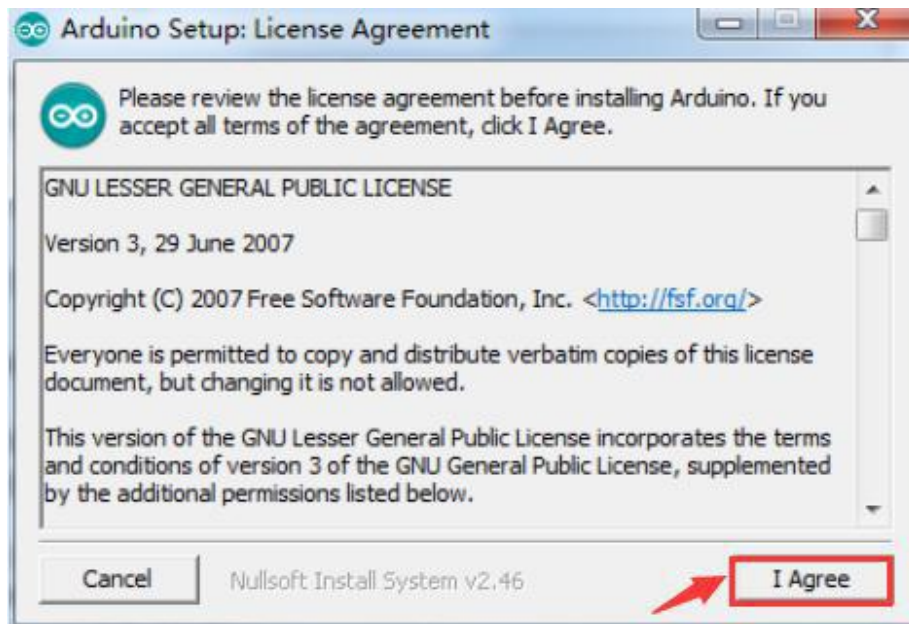 Arduino Setup: License Agreement
Please review the license agreement before installing Arduino. If you
accept all terms of the agreement, click I Agree.
GNU LESSER GENERAL PUBLIC LICENSE
Version 3, 29 June 2007
Copyright (C) 2007 Free Software Foundation, Inc. <http://fsf.org/>
Everyone is permitted to copy and distribute verbatim copies of this license
document, but changing it is not allowed.
This version of the GNU Lesser General Public License incorporates the terms
and conditions of version 3 of the GNU General Public License, supplemented
by the additional permissions listed below.
Cancel
Nullsoft Install System v2.46
I Agree